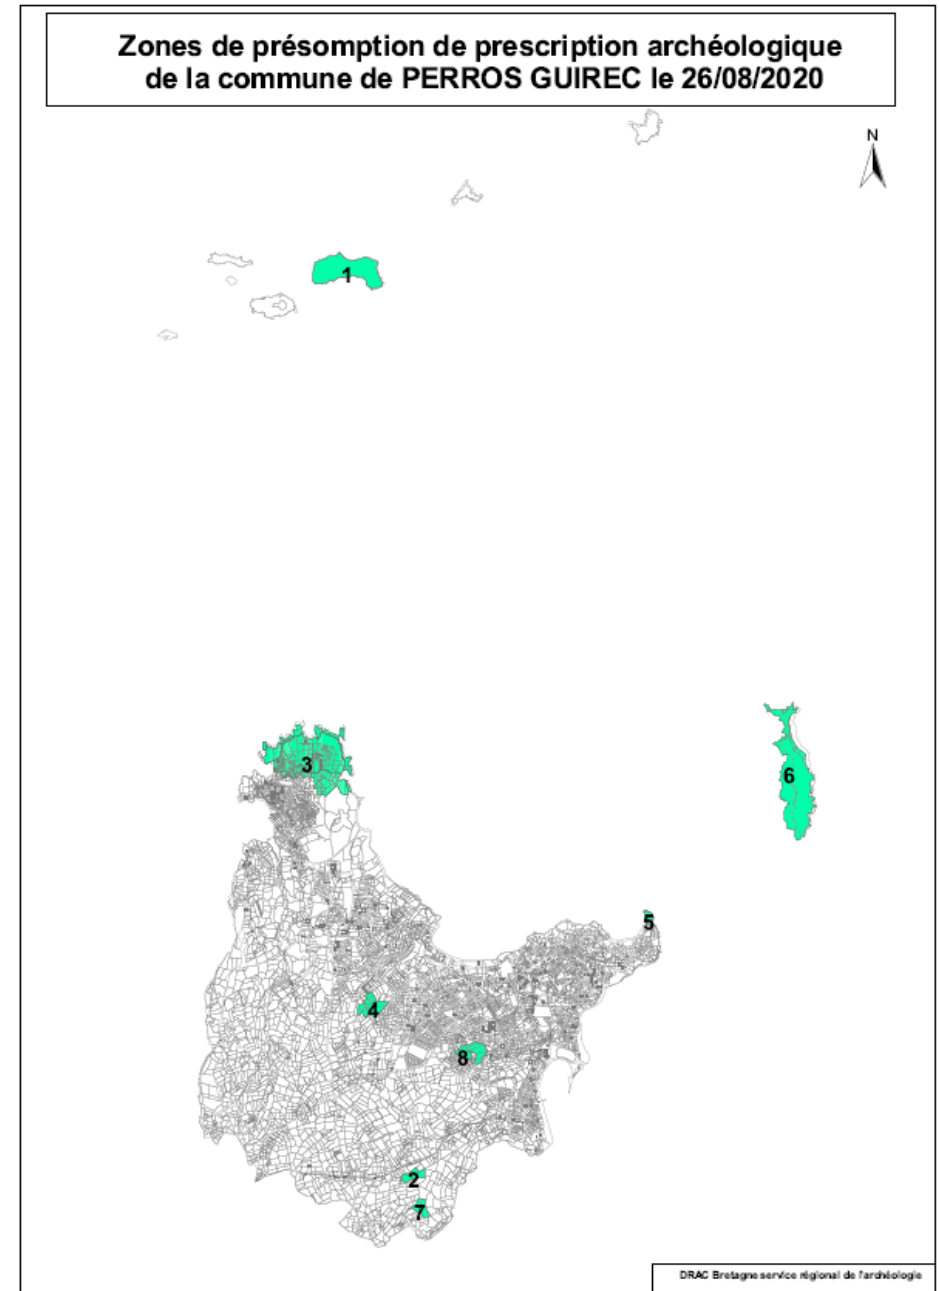 Zones de présomption de prescription archéologique
de la commune de PERROS GUIREC le 26/08/2020
N
1
3
6
5
4
8
2
7
DRAC Bretagne service régional de l'archéologie